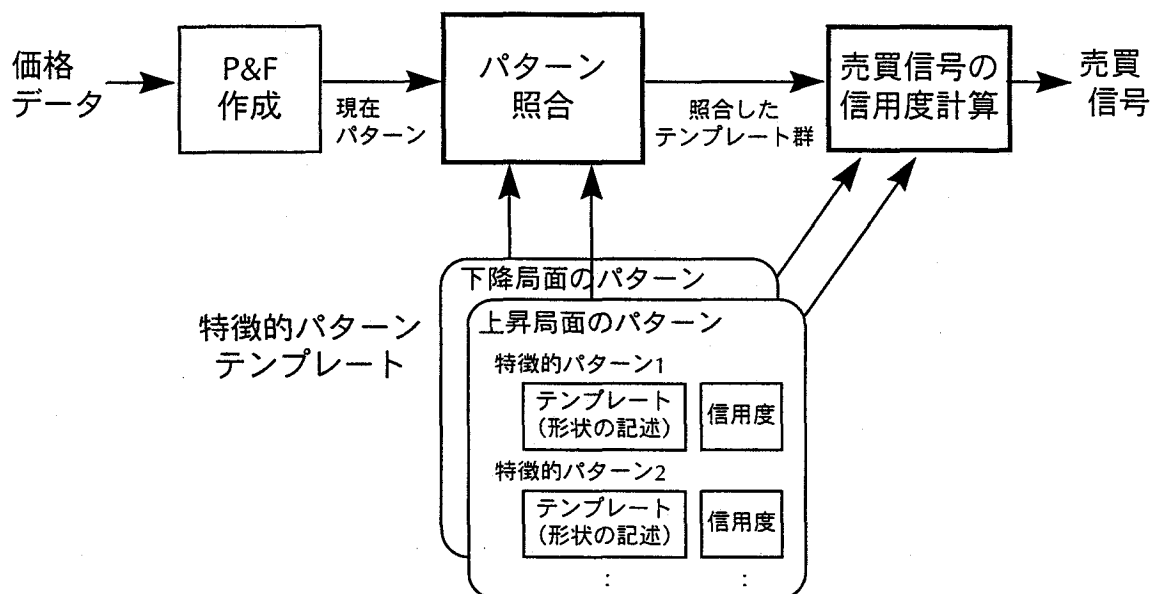 価格
データ
P&F
作成
現在
パターン
パターン
照合
照合した
テンプレート群
売買信号の
信用度計算
売買
信号
特徴的パターン
テンプレート
下降局面のパターン
上昇局面のパターン
特徴的パターン1
テンプレート
(形状の記述)
信用度
特徴的パターン2
テンプレート
(形状の記述)
信用度
: :